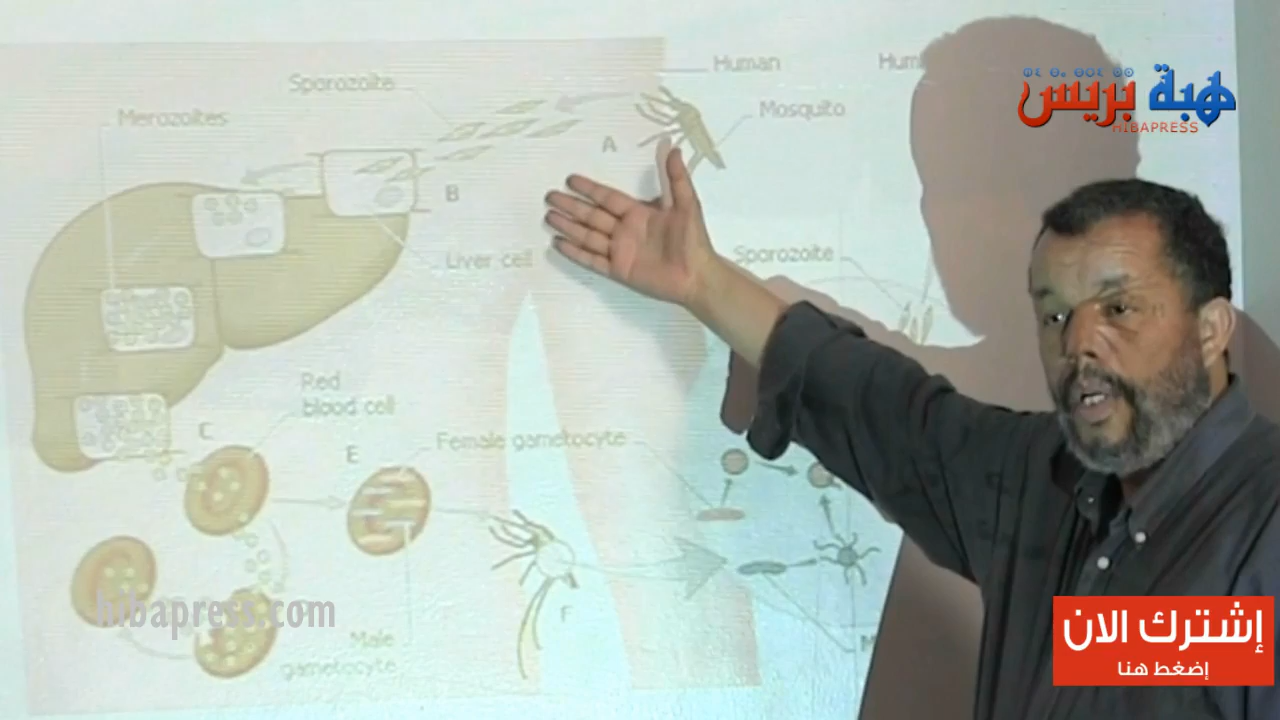 Human
Sporozoite
Mosquito
Merozoites
A
B
Liver cell
Sporozoite
Red
blood cell
C
E
Female gametocyte
F
Male
gametocyte
هبة بريس
HIBAPRESS
hibapress.com
إشترك الان
إضغط هنا